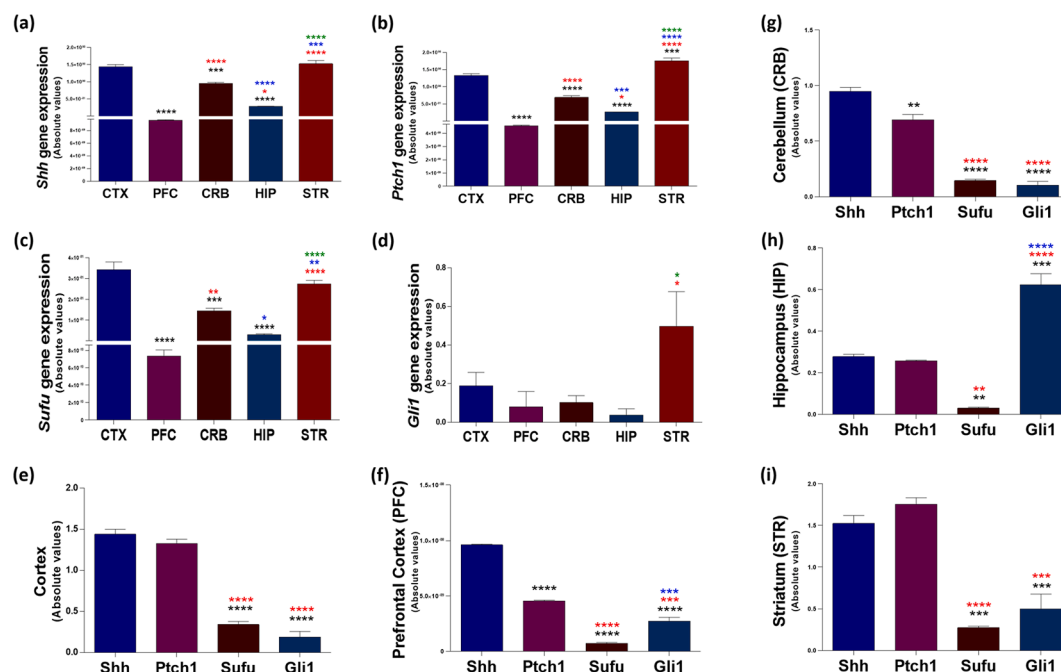 (a)
Shh gene expression
(Absolute values)
****
****
***
****
*
****
****
***
****
CTX PFC CRB HIP STR
(b)
Ptch1 gene expression
(Absolute values)
****
****
****
***
*
****
****
****
****
***
CTX PFC CRB HIP STR
(g)
Cerebellum (CRB)
(Absolute values)
1.0
0.5
0.0
**
****
****
****
****
Shh Ptch1 Sufu Gli1
(c)
Sufu gene expression
(Absolute values)
****
**
***
*
****
****
**
****
CTX PFC CRB HIP STR
(d)
Gli1 gene expression
(Absolute values)
0.8
0.6
0.4
0.2
0.0
*
*
CTX PFC CRB HIP STR
(h)
Hippocampus (HIP)
(Absolute values)
0.8
0.6
0.4
0.2
0.0
**
**
****
****
***
Shh Ptch1 Sufu Gli1
(e)
Cortex
(Absolute values)
2.0
1.5
1.0
0.5
0.0
****
****
****
****
Shh Ptch1 Sufu Gli1
(f)
Prefrontal Cortex (PFC)
(Absolute values)
0
****
****
****
***
***
****
Shh Ptch1 Sufu Gli1
(i)
Striatum (STR)
(Absolute values)
2.0
1.5
1.0
0.5
0.0
****
***
***
***
Shh Ptch1 Sufu Gli1